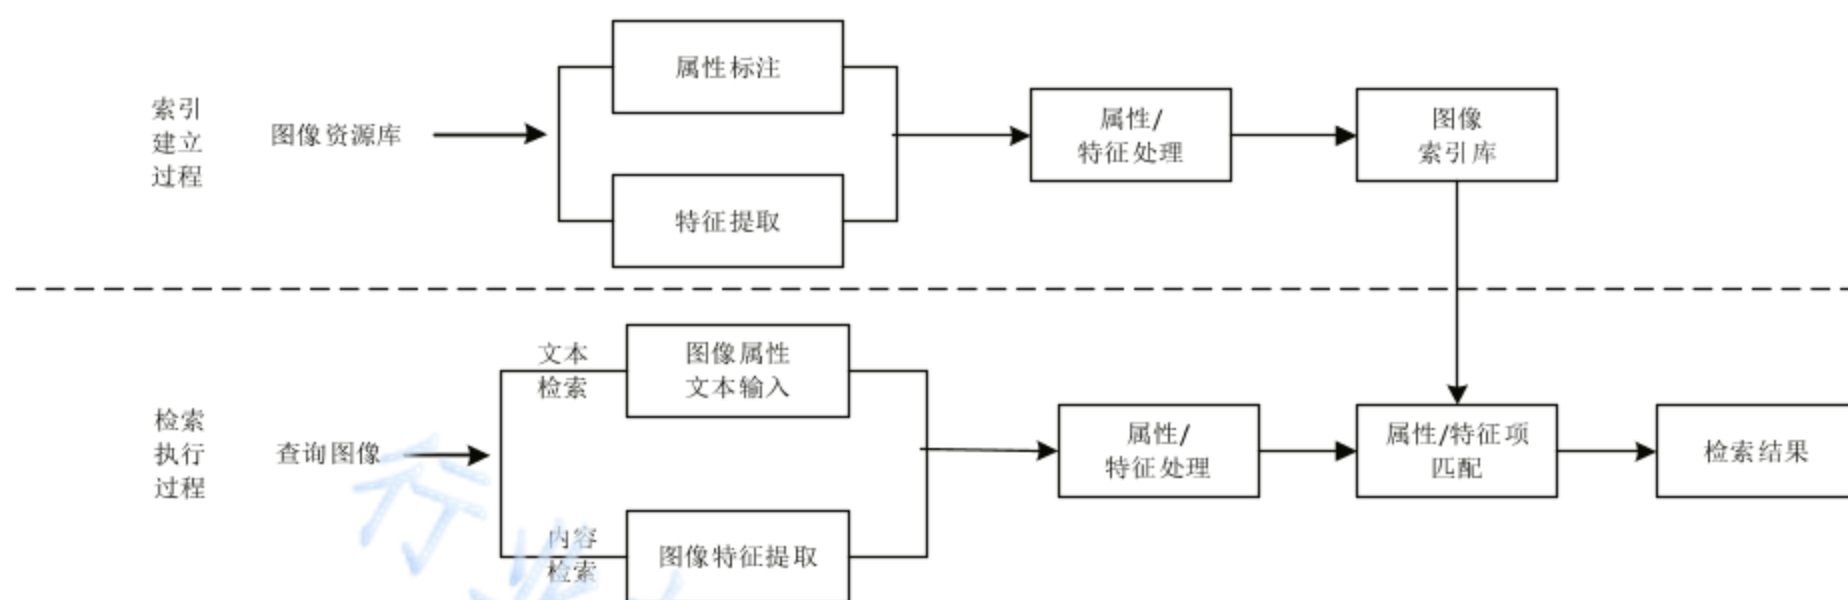 索引
建立
过程
图像资源库
属性标注
特征提取
属性/
特征处理
图像
索引库
检索
执行
过程
查询图像
文本
检索
图像属性
文本输入
内容
检索
图像特征提取
属性/
特征处理
属性/特征项
匹配
检索结果
行业